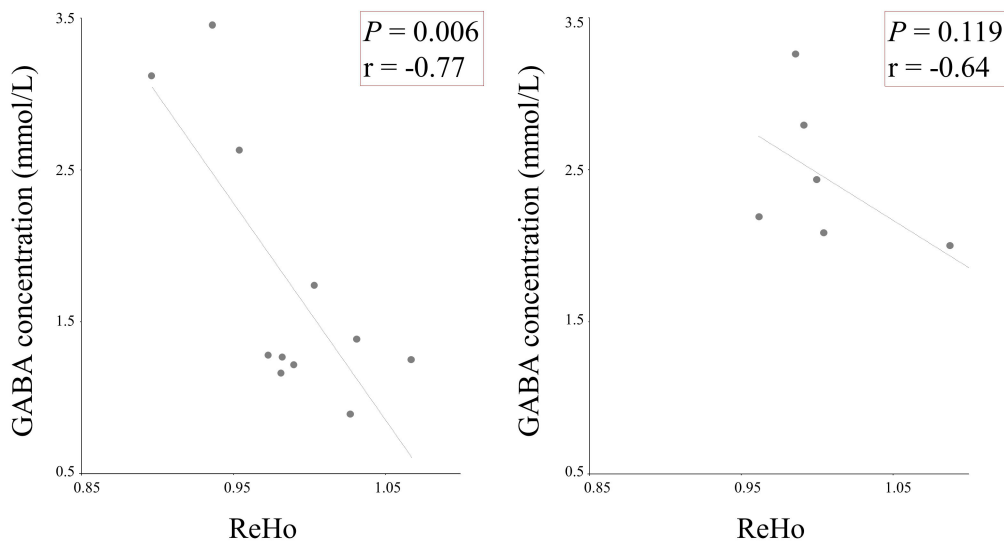 P = 0.006
r = -0.77
GABA concentration (mmol/L)
3.5
2.5
1.5
0.5
0.85
0.95
1.05
ReHo
P = 0.119
r = -0.64
GABA concentration (mmol/L)
3.5
2.5
1.5
0.5
0.85
0.95
1.05
ReHo